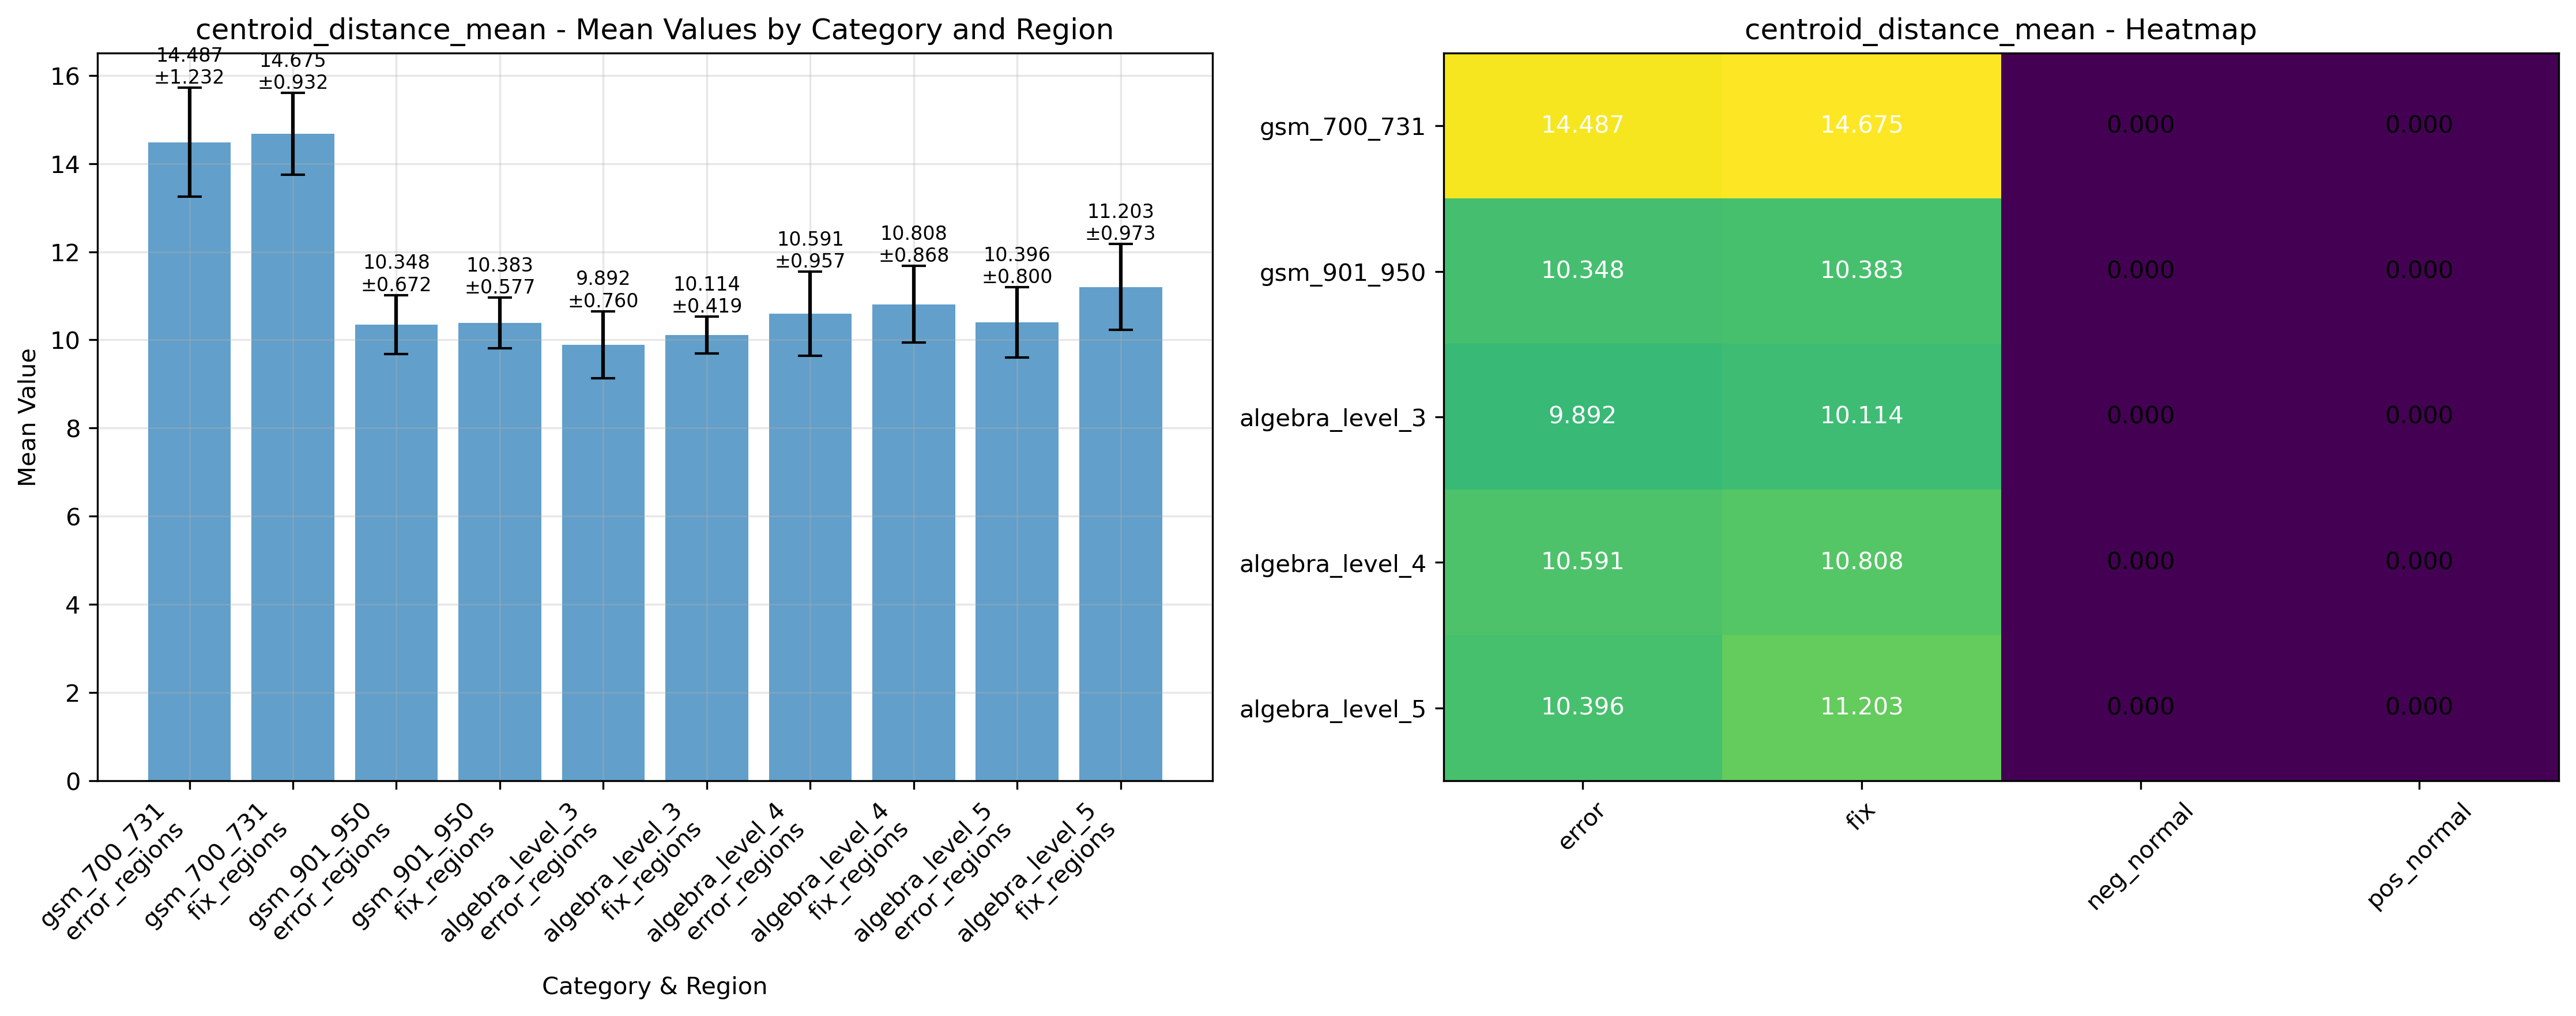 centroid_distance_mean - Mean Values by Category and Region
Mean Value
16
14
12
10
8
6
4
2
0
14.487
±1.232
14.675
±0.932
10.348
±0.672
10.383
±0.577
9.892
±0.760
10.114
±0.419
10.591
±0.957
10.808
±0.868
10.396
±0.800
11.203
±0.973
gsm_700_731
error_regions
gsm_700_731
fix_regions
gsm_901_950
error_regions
gsm_901_950
fix_regions
algebra_level_3
error_regions
algebra_level_3
fix_regions
algebra_level_4
error_regions
algebra_level_4
fix_regions
algebra_level_5
error_regions
algebra_level_5
fix_regions
Category & Region
centroid_distance_mean - Heatmap
gsm_700_731 14.487 14.675 0.000 0.000
gsm_901_950 10.348 10.383 0.000 0.000
algebra_level_3 9.892 10.114 0.000 0.000
algebra_level_4 10.591 10.808 0.000 0.000
algebra_level_5 10.396 11.203 0.000 0.000
error fix neg_normal pos_normal